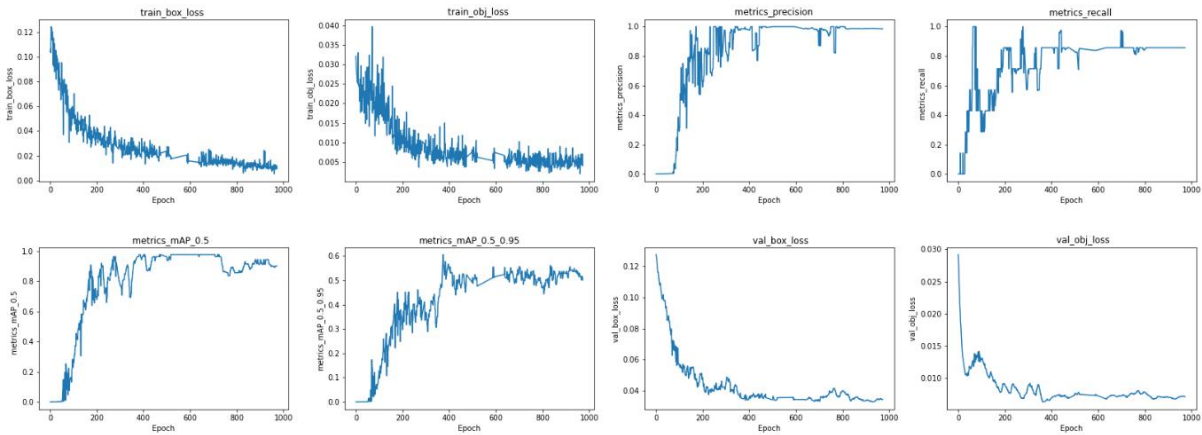 train_box_loss
train_box_loss
0.12
0.10
0.08
0.06
0.04
0.02
0.00
0 200 400 600 800 1000
Epoch
train_obj_loss
train_obj_loss
0.040
0.035
0.030
0.025
0.020
0.015
0.010
0.005
0 200 400 600 800 1000
Epoch
metrics_precision
metrics_precision
1.0
0.8
0.6
0.4
0.2
0.0
0 200 400 600 800 1000
Epoch
metrics_recall
metrics_recall
1.0
0.8
0.6
0.4
0.2
0.0
0 200 400 600 800 1000
Epoch
metrics_mAP_0.5
metrics_mAP_0.5
1.0
0.8
0.6
0.4
0.2
0.0
0 200 400 600 800 1000
Epoch
metrics_mAP_0.5_0.95
metrics_mAP_0.5_0.95
0.6
0.5
0.4
0.3
0.2
0.1
0.0
0 200 400 600 800 1000
Epoch
val_box_loss
val_box_loss
0.12
0.10
0.08
0.06
0.04
0 200 400 600 800 1000
Epoch
val_obj_loss
val_obj_loss
0.030
0.025
0.020
0.015
0.010
0 200 400 600 800 1000
Epoch